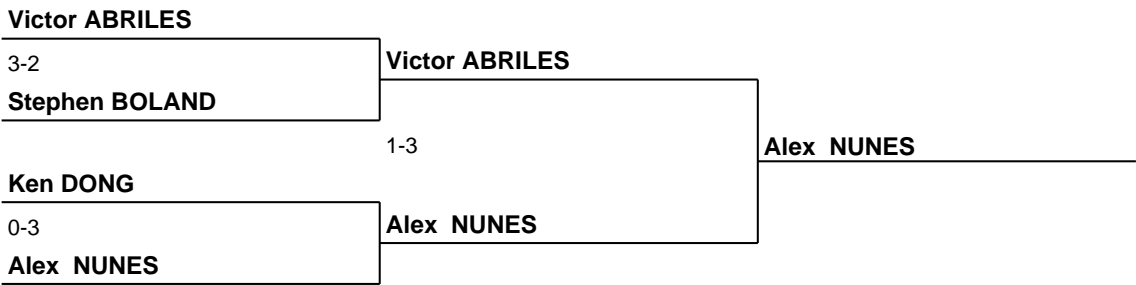 Victor ABRILES
3-2
Victor ABRILES
Stephen BOLAND
1-3
Alex NUNES
Ken DONG
0-3
Alex NUNES
Alex NUNES